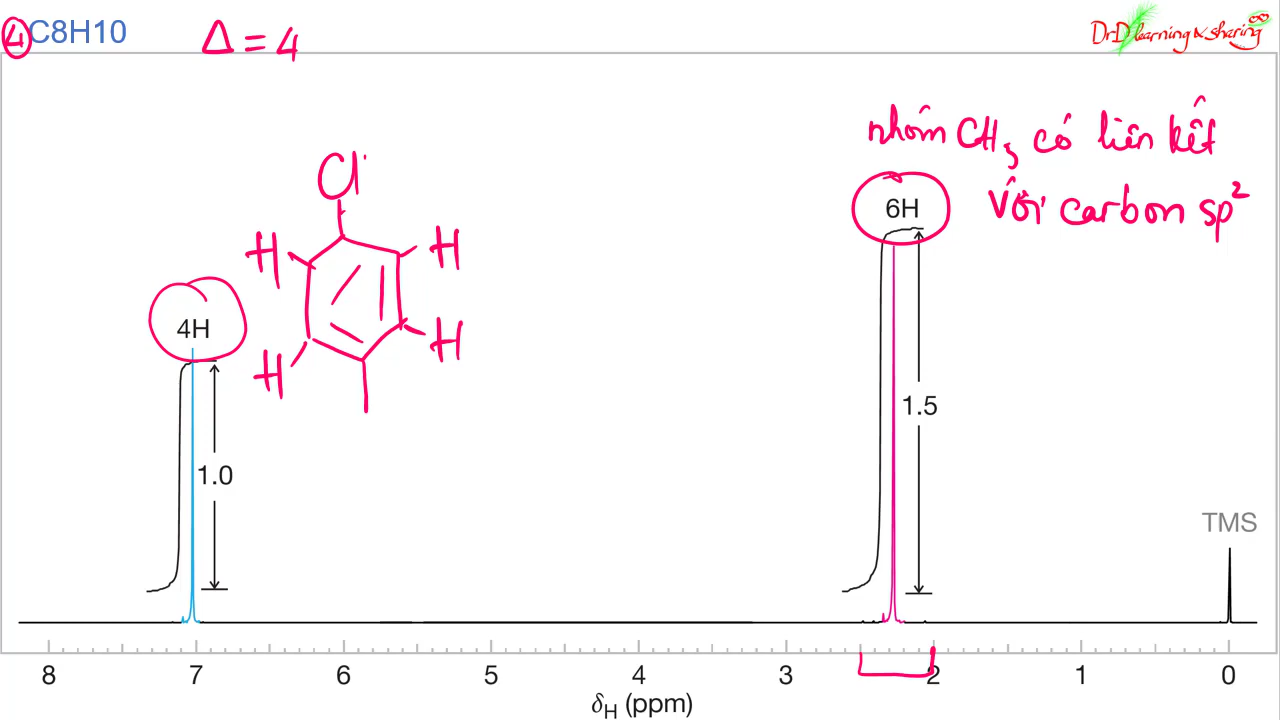 4 C8H10
Δ = 4
DrD learning & sharing
nhóm CH3 có liên kết
với carbon sp²
6H
Cl
H H
4H
H H
1.5
1.0
TMS
8 7 6 5 4 3 2 1 0
δH (ppm)